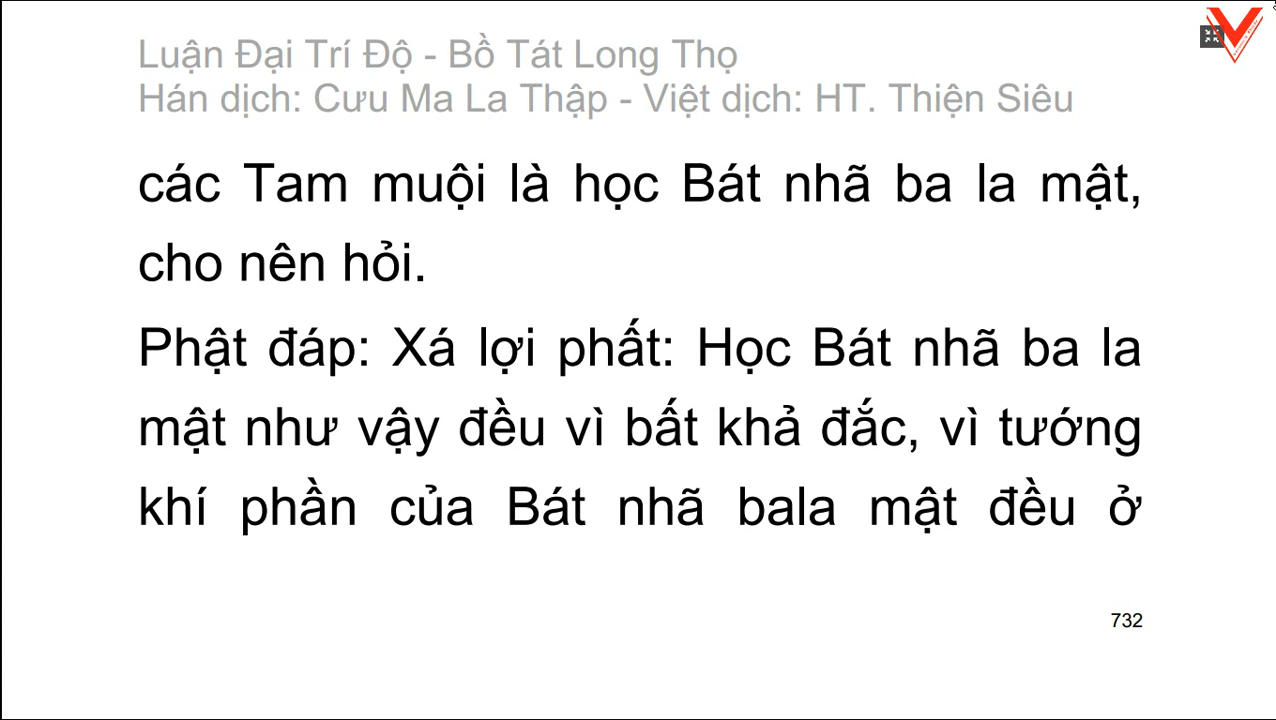 Luận Đại Trí Độ - Bồ Tát Long Thọ
Hán dịch: Cưu Ma La Thập - Việt dịch: HT. Thiện Siêu
các Tam muội là học Bát nhã ba la mật,
cho nên hỏi.
Phật đáp: Xá lợi phất: Học Bát nhã ba la
mật như vậy đều vì bất khả đắc, vì tướng
khí phần của Bát nhã bala mật đều ở
732